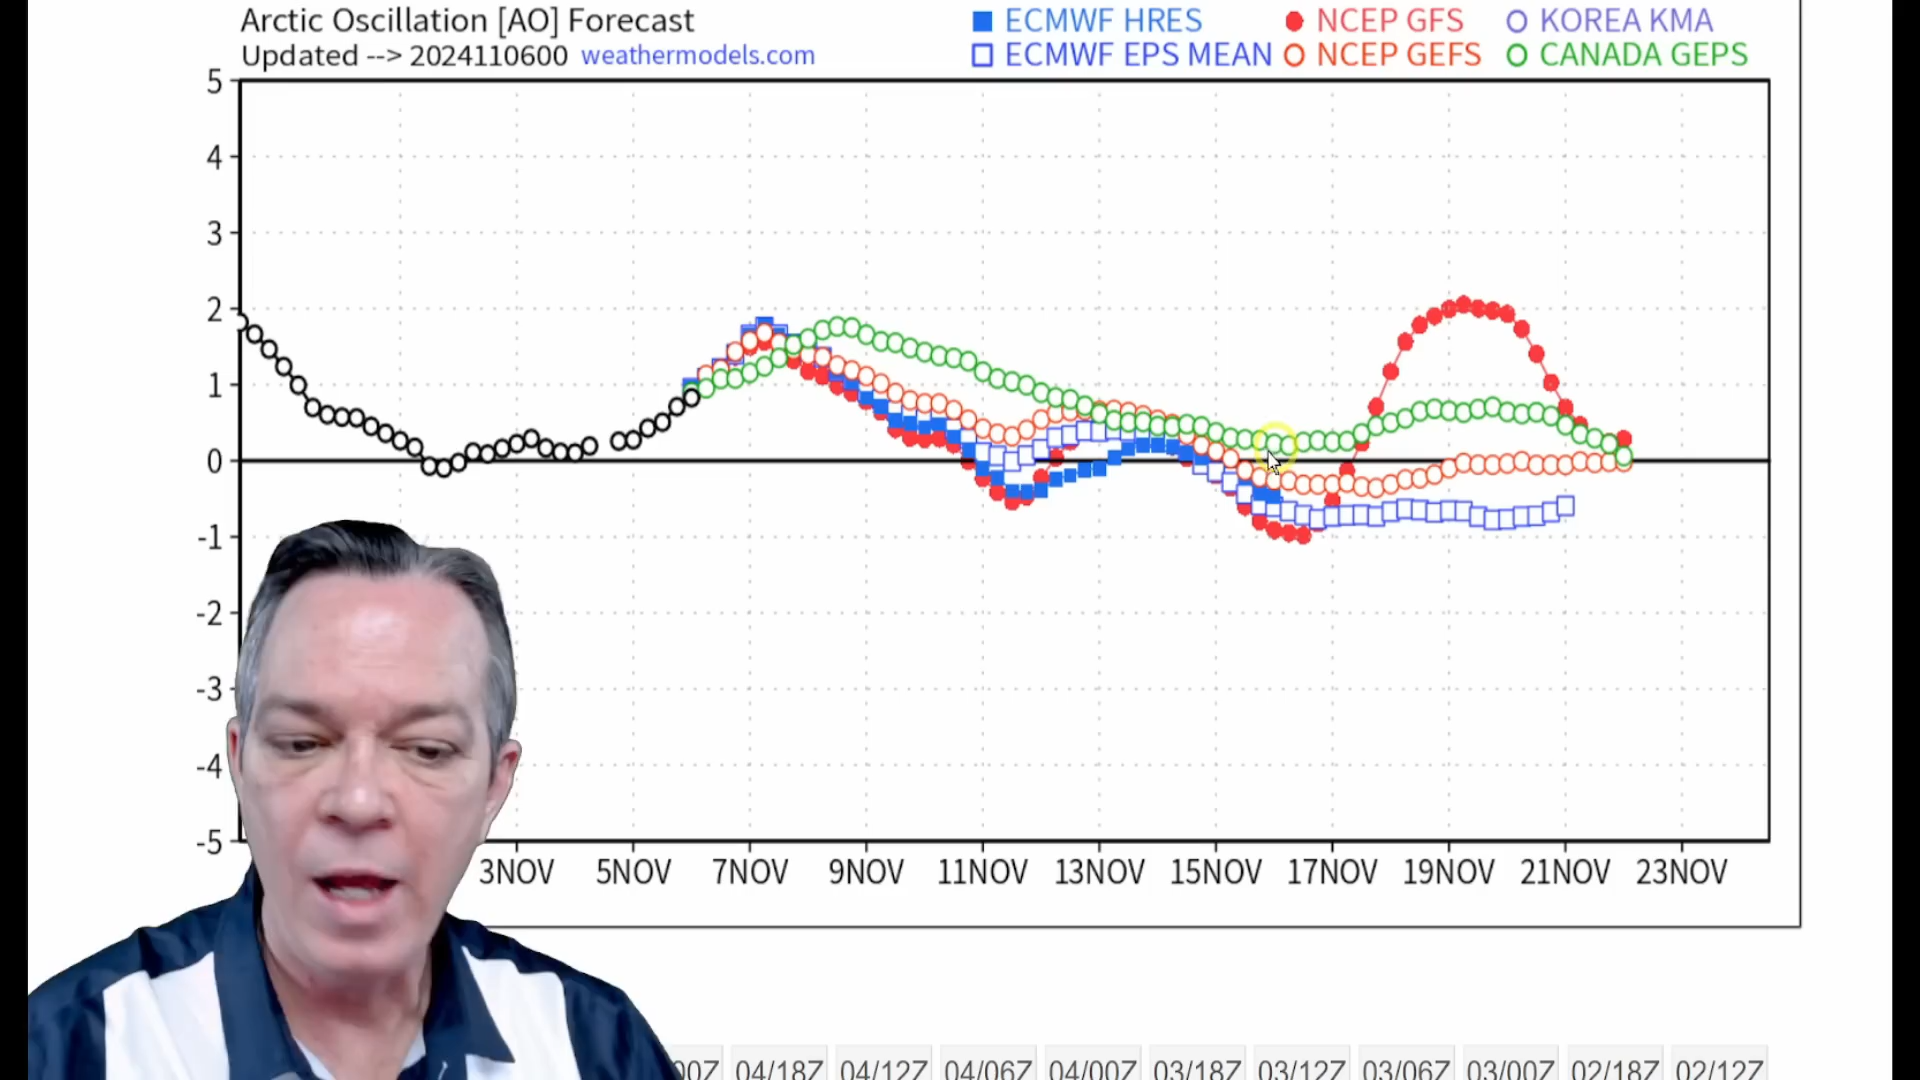 Arctic Oscillation [AO] Forecast
ECMWF HRES NCEP GFS KOREA KMA
Updated --> 2024110600 weathermodels.com
ECMWF EPS MEAN NCEP GEFS CANADA GEPS
5
4
3
2
1
0
-1
-2
-3
-4
-5
3NOV 5NOV 7NOV 9NOV 11NOV 13NOV 15NOV 17NOV 19NOV 21NOV 23NOV
00Z 04/18Z 04/12Z 04/06Z 04/00Z 03/18Z 03/12Z 03/06Z 03/00Z 02/18Z 02/12Z